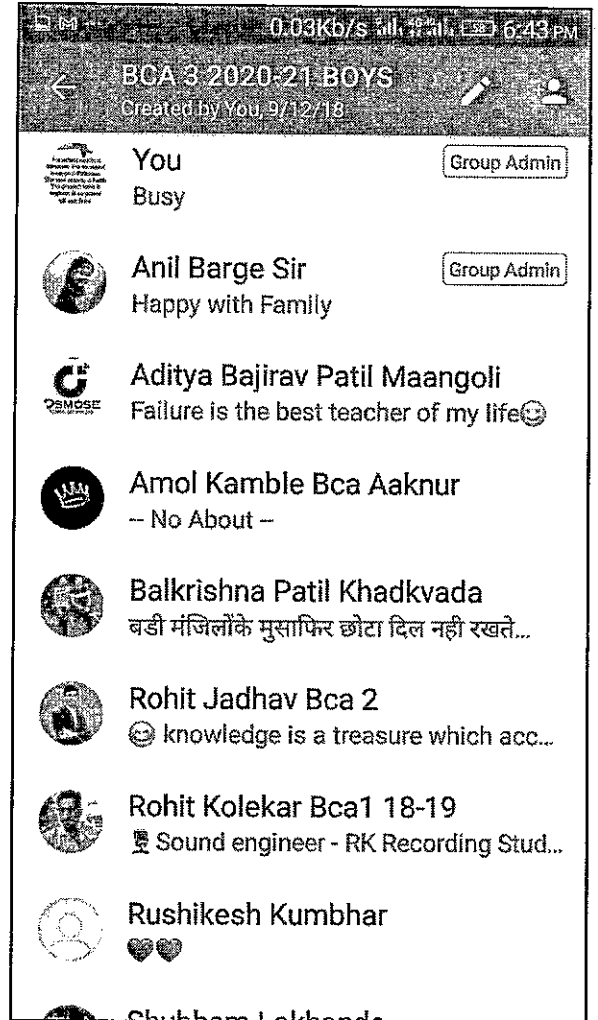 0.03Kb/s 6:43 PM
BCA 3 2020-21 BOYS
Created by You, 9/12/18
You
Group Admin
Busy
Anil Barge Sir
Group Admin
Happy with Family
Aditya Bajirav Patil Maangoli
Failure is the best teacher of my life😊
OSMOSE
Amol Kamble Bca Aaknur
-- No About --
Balkrishna Patil Khadkvada
बडी मंजिलोंके मुसाफिर छोटा दिल नही रखते...
Rohit Jadhav Bca 2
😊 knowledge is a treasure which acc...
Rohit Kolekar Bca1 18-19
🎙️Sound engineer - RK Recording Stud...
Rushikesh Kumbhar
❤️❤️